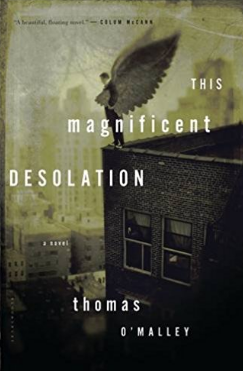 "A beautiful, floating novel." — COLUM McCANN
THIS
magnificent
DESOLATION
a novel
thomas
O'MALLEY